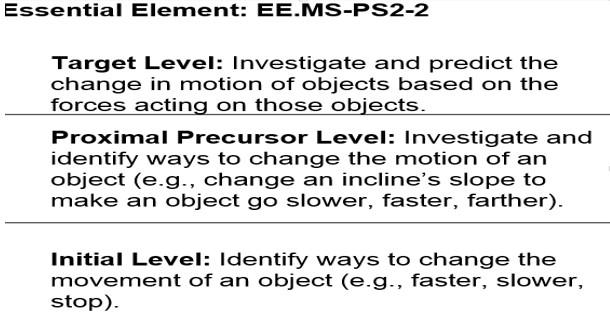 Essential Element: EE.MS-PS2-2
Target Level: Investigate and predict the
change in motion of objects based on the
forces acting on those objects.
Proximal Precursor Level: Investigate and
identify ways to change the motion of an
object (e.g., change an incline’s slope to
make an object go slower, faster, farther).
Initial Level: Identify ways to change the
movement of an object (e.g., faster, slower,
stop).